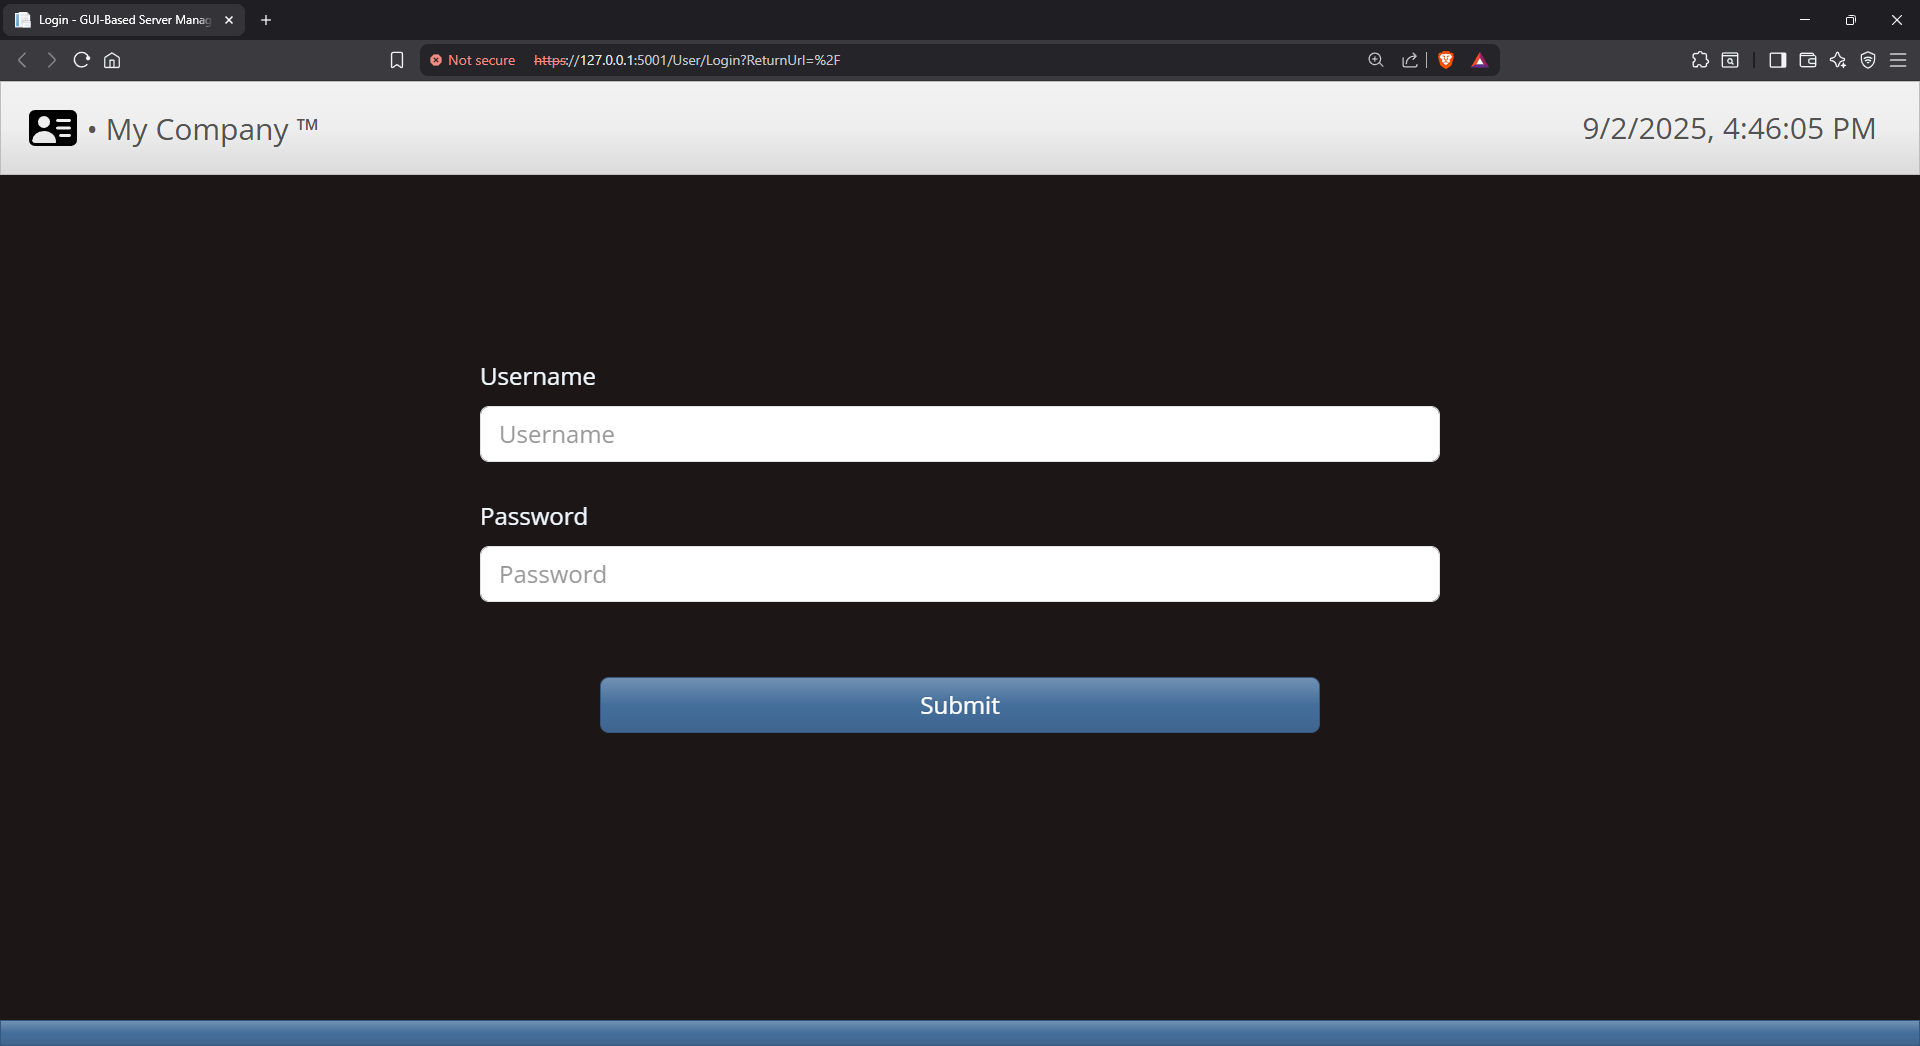 Login - GUI-Based Server Manag
Not secure https://127.0.0.1:5001/User/Login?ReturnUrl=%2F
• My Company ™
9/2/2025, 4:46:05 PM
Username
Username
Password
Password
Submit